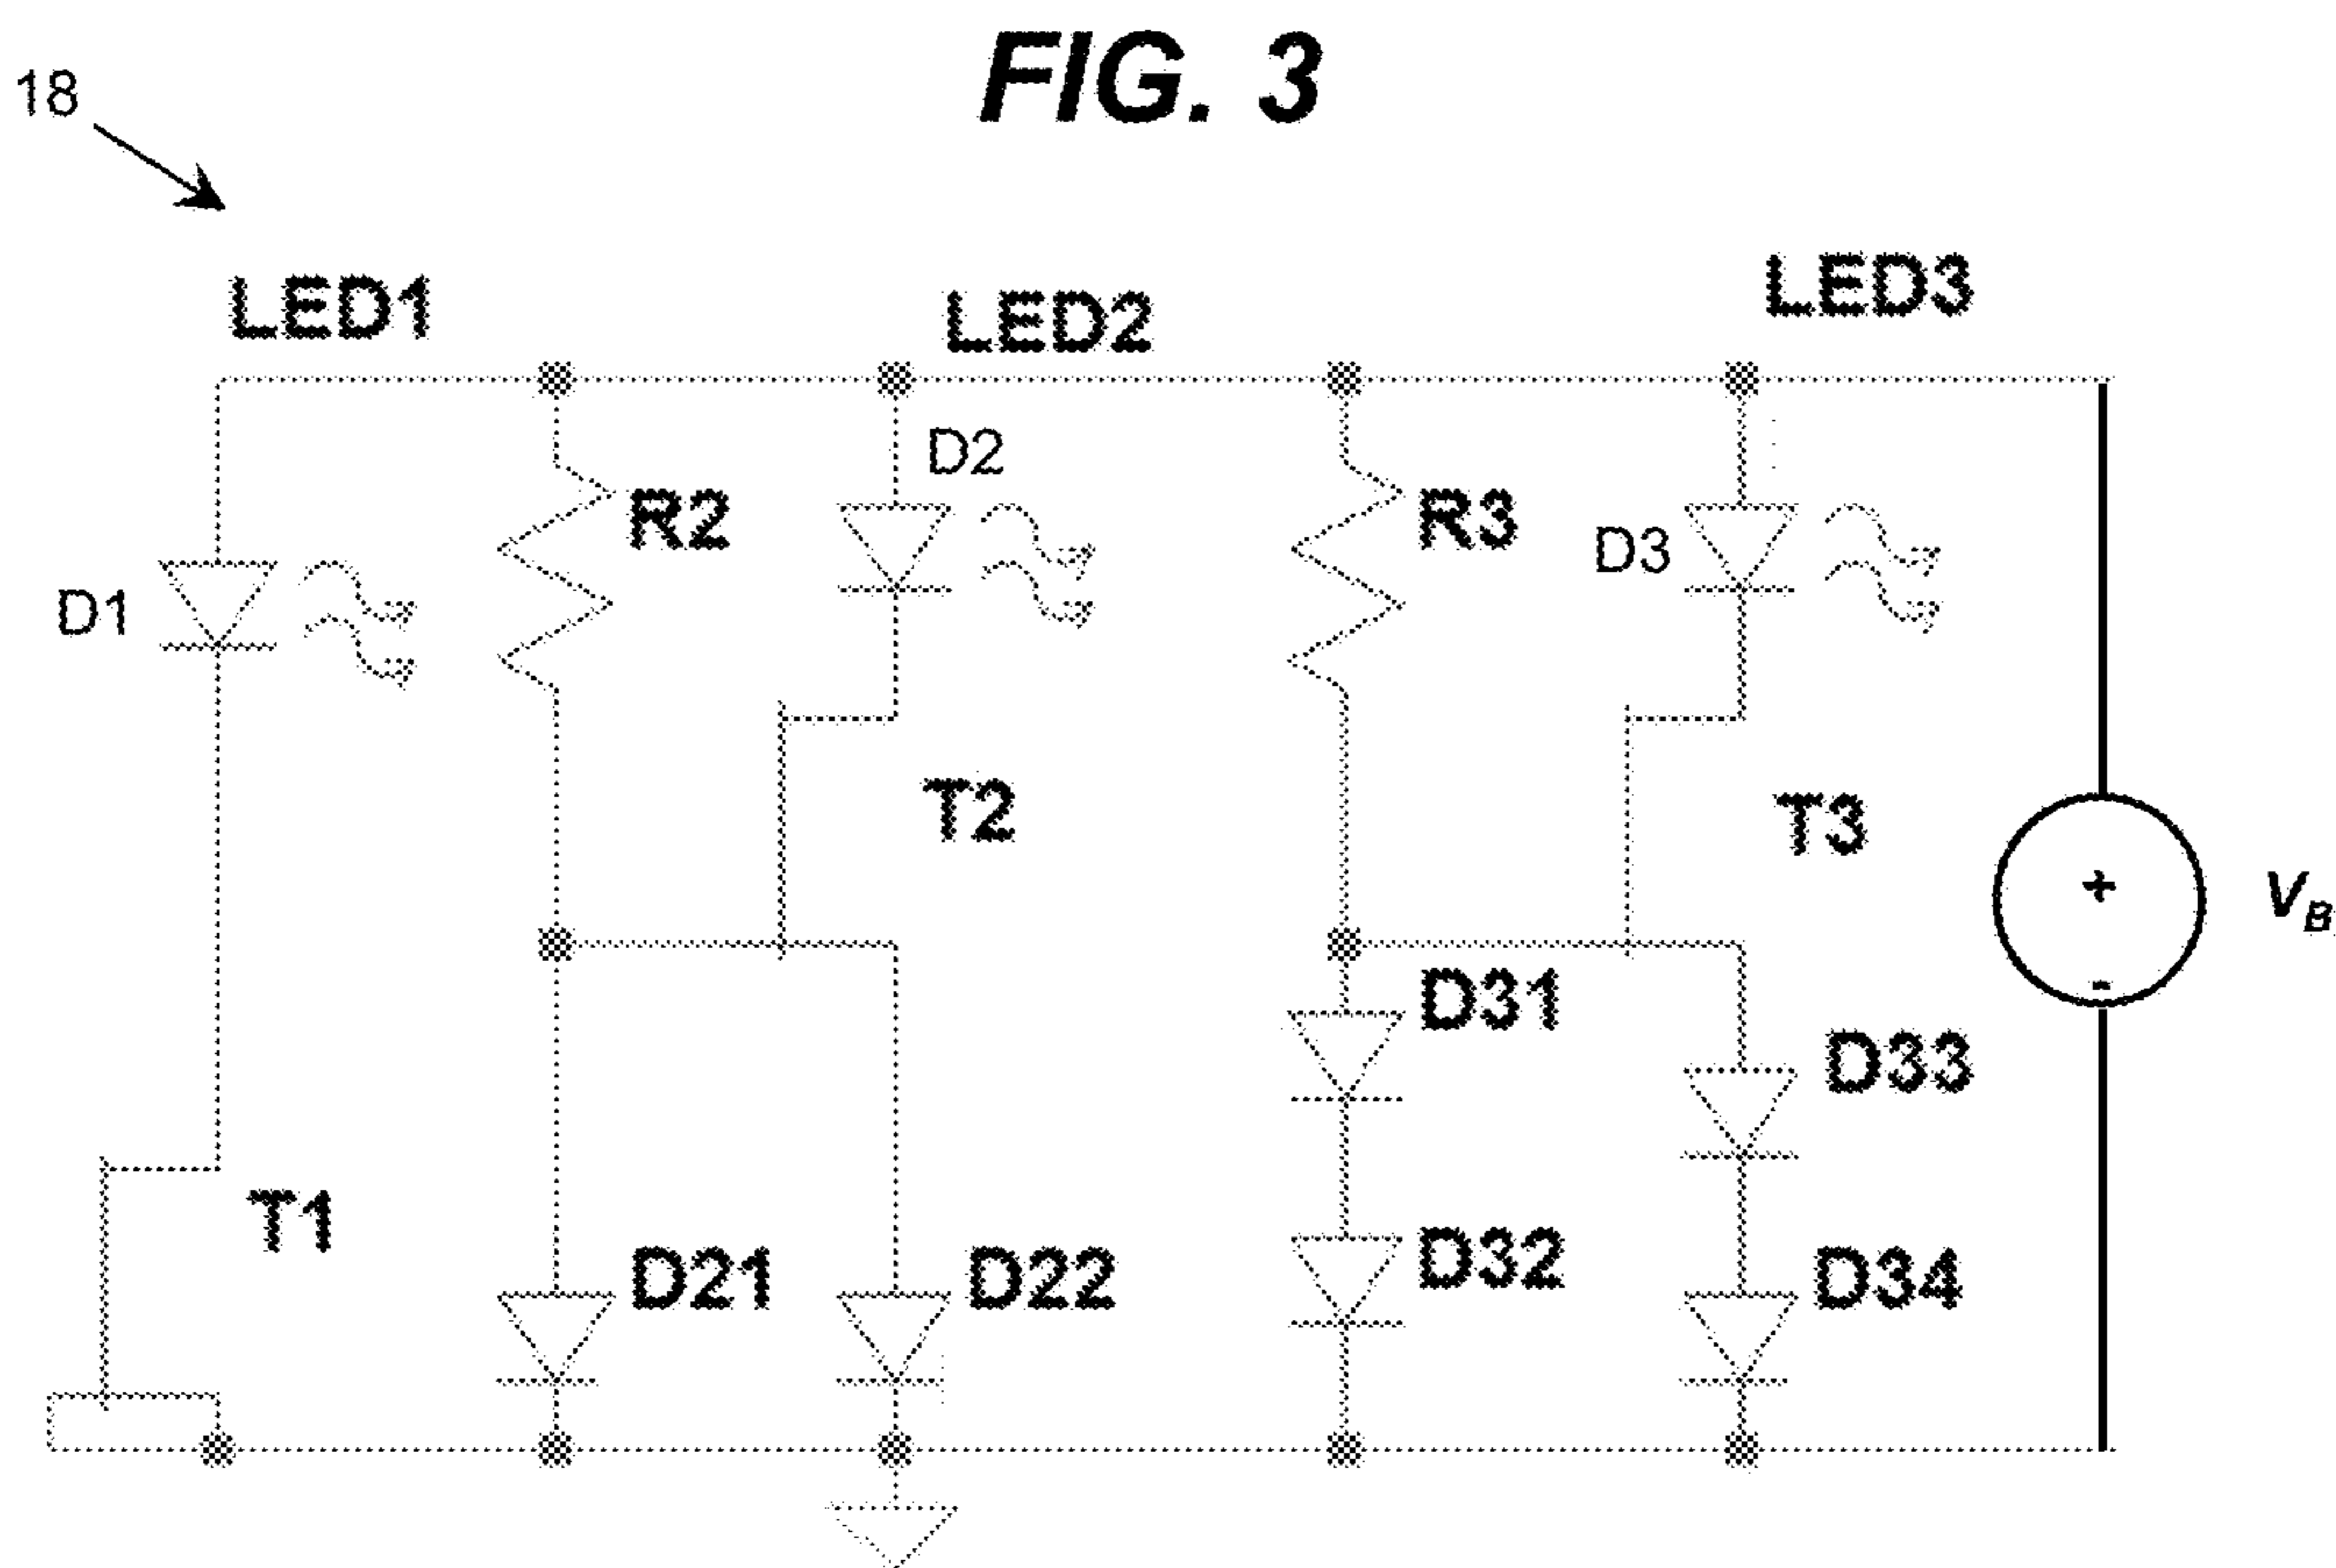 FIG. 3
18
LED1
LED2
LED3
D2
R2
R3
D3
D1
T2
T3
+
V_B
-
D31
D33
T1
D21
D22
D32
D34